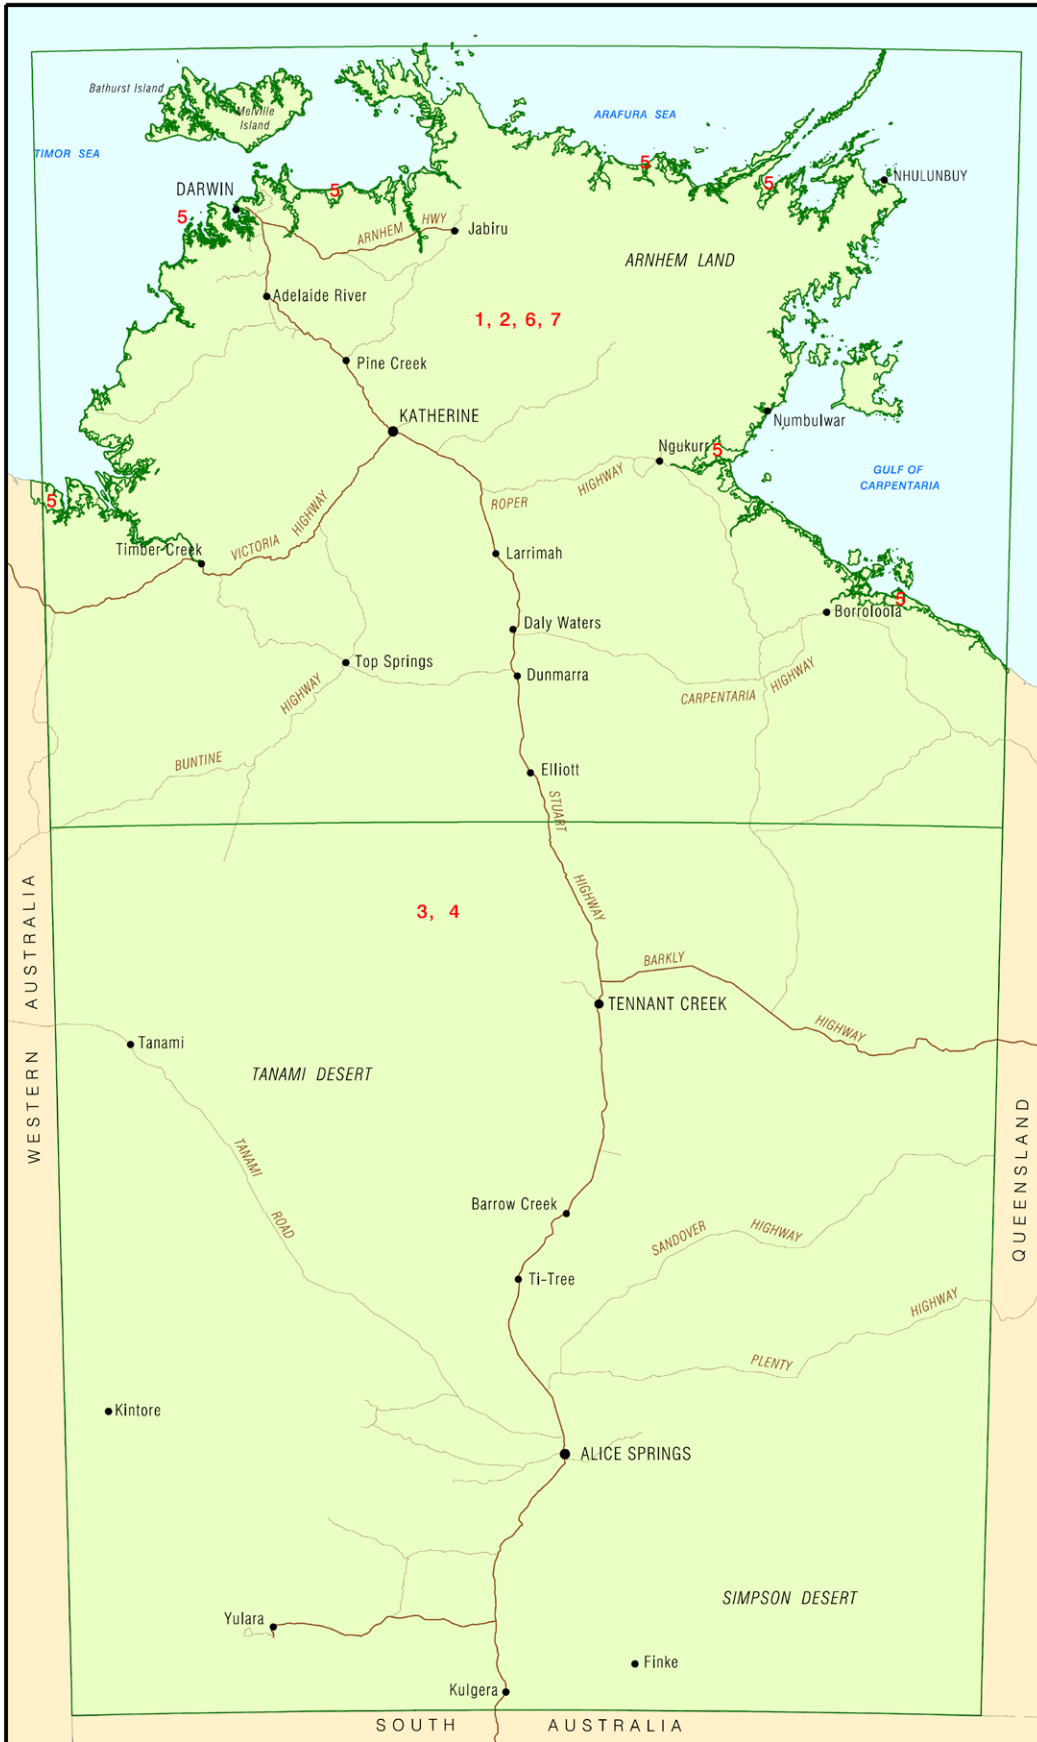 Bathurst Island
Melville
Island
ARAFURA SEA
TIMOR SEA
5
5
5
NHULUNBUY
DARWIN
5
ARNHEM HWY
Jabiru
ARNHEM LAND
Adelaide River
1, 2, 6, 7
Pine Creek
KATHERINE
Numbulwar
Ngukurr
5
GULF OF
CARPENTARIA
5
ROPER HIGHWAY
VICTORIA HIGHWAY
Timber Creek
Larrimah
5
Borroloola
Daly Waters
Top Springs
Dunmarra
CARPENTARIA HIGHWAY
BUNTINE HIGHWAY
Elliott
STUART HIGHWAY
3, 4
BARKLY HIGHWAY
TENNANT CREEK
Tanami
TANAMI DESERT
WESTERN AUSTRALIA
QUEENSLAND
TANAMI ROAD
Barrow Creek
SANDOVER HIGHWAY
Ti-Tree
PLENTY HIGHWAY
Kintore
ALICE SPRINGS
SIMPSON DESERT
Yulara
Finke
Kulgera
SOUTH AUSTRALIA